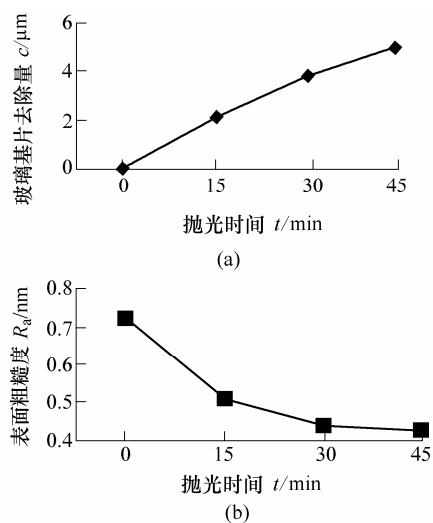 玻璃基片去除量 c/μm
6
4
2
0
0 15 30 45
抛光时间 t/min
(a)
表面粗糙度 Ra/nm
0.8
0.7
0.6
0.5
0.4
0 15 30 45
抛光时间 t/min
(b)